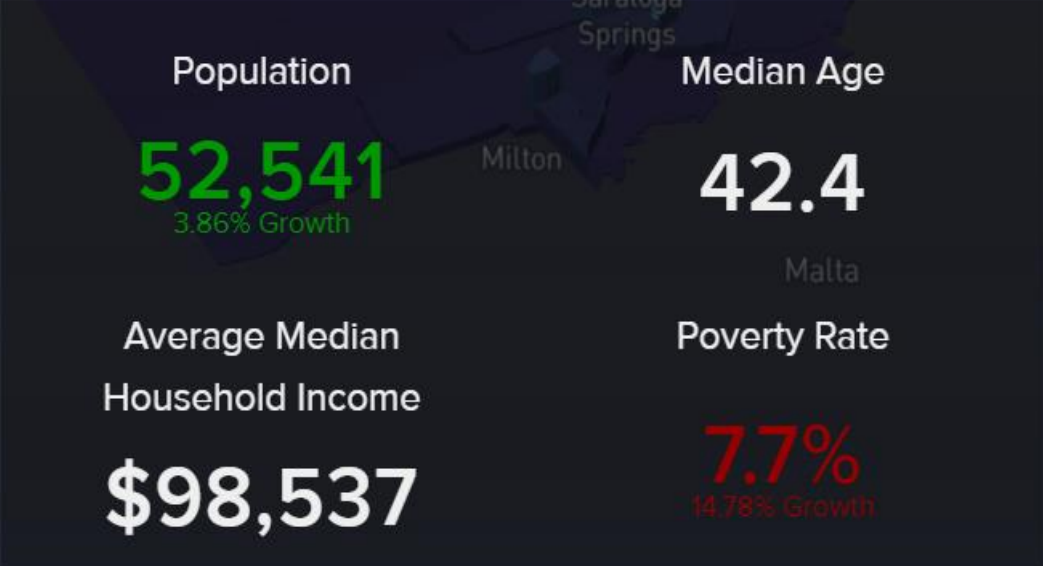 Saratoga
Springs
Population
Median Age
52,541
3.86% Growth
Milton
42.4
Malta
Average Median
Household Income
Poverty Rate
$98,537
7.7%
14.78% Growth